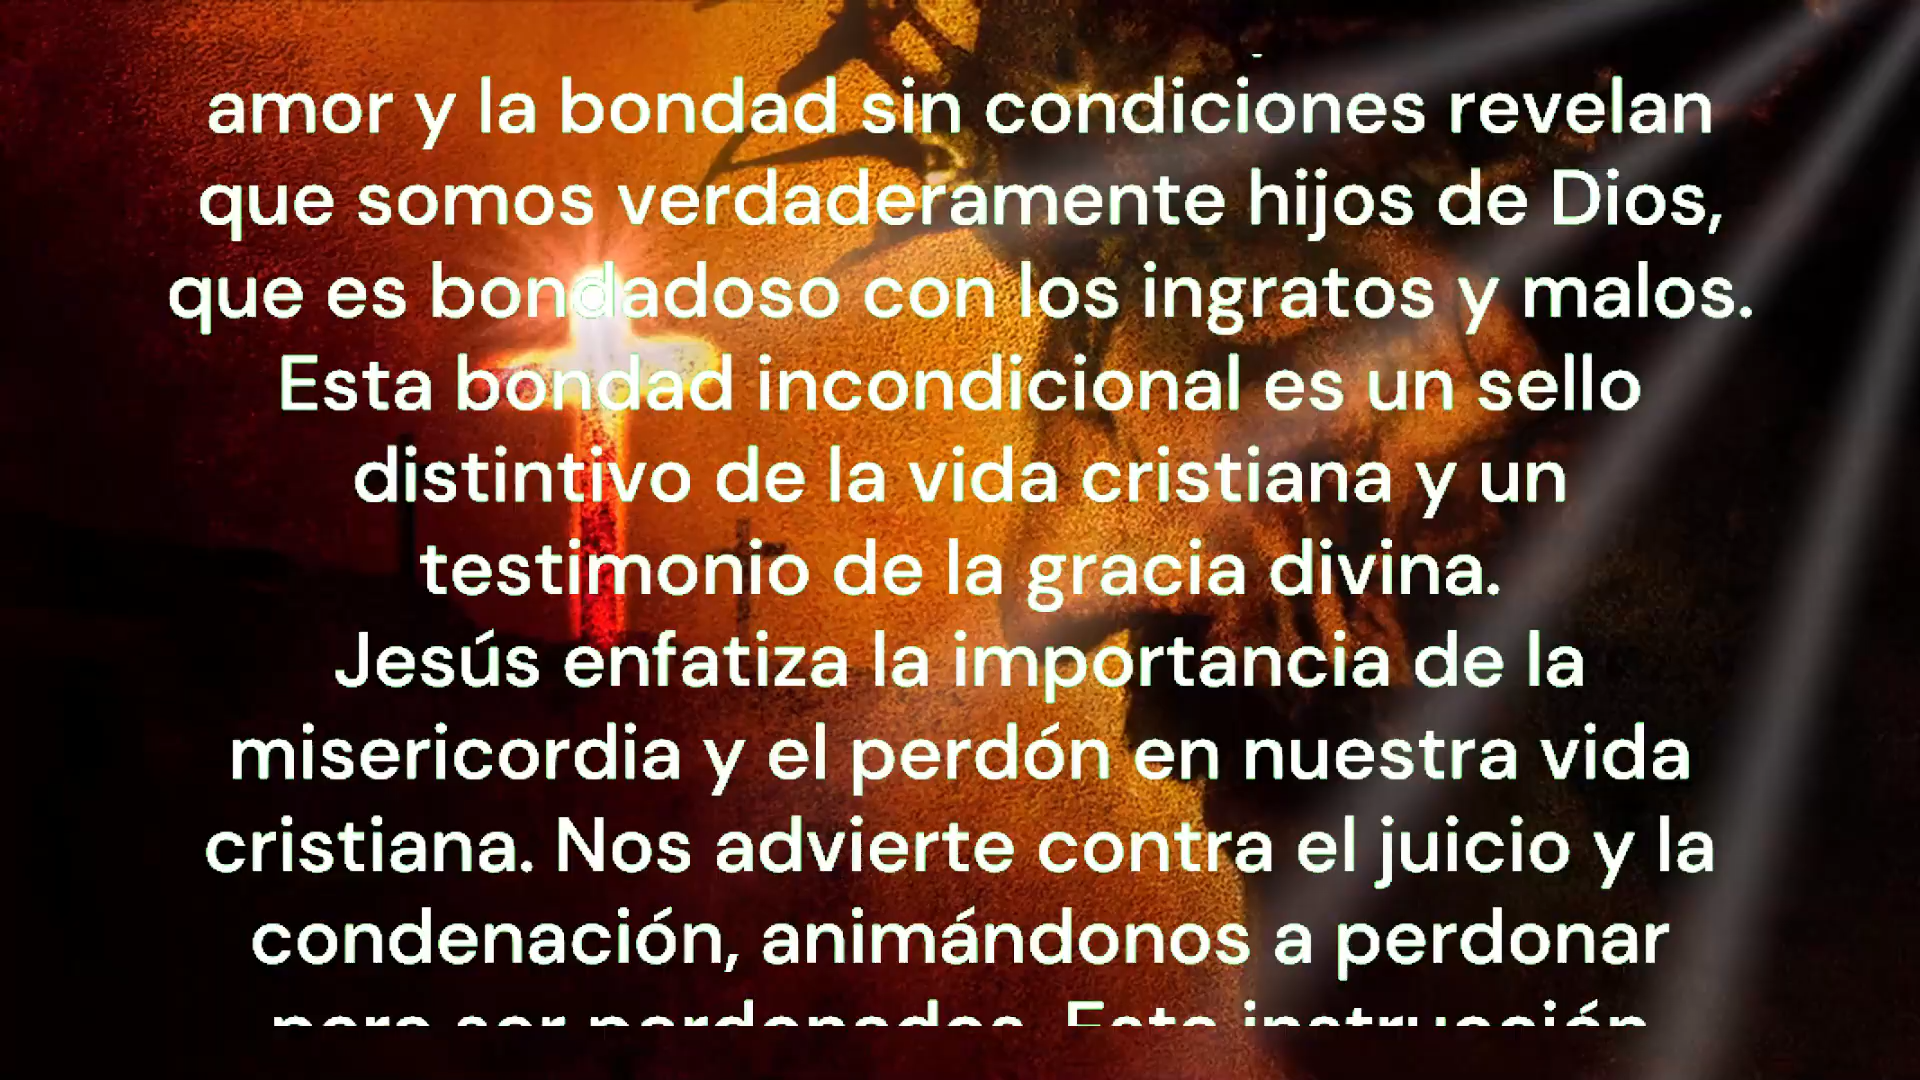 amor y la bondad sin condiciones revelan
que somos verdaderamente hijos de Dios,
que es bondadoso con los ingratos y malos.
Esta bondad incondicional es un sello
distintivo de la vida cristiana y un
testimonio de la gracia divina.
Jesús enfatiza la importancia de la
misericordia y el perdón en nuestra vida
cristiana. Nos advierte contra el juicio y la
condenación, animándonos a perdonar